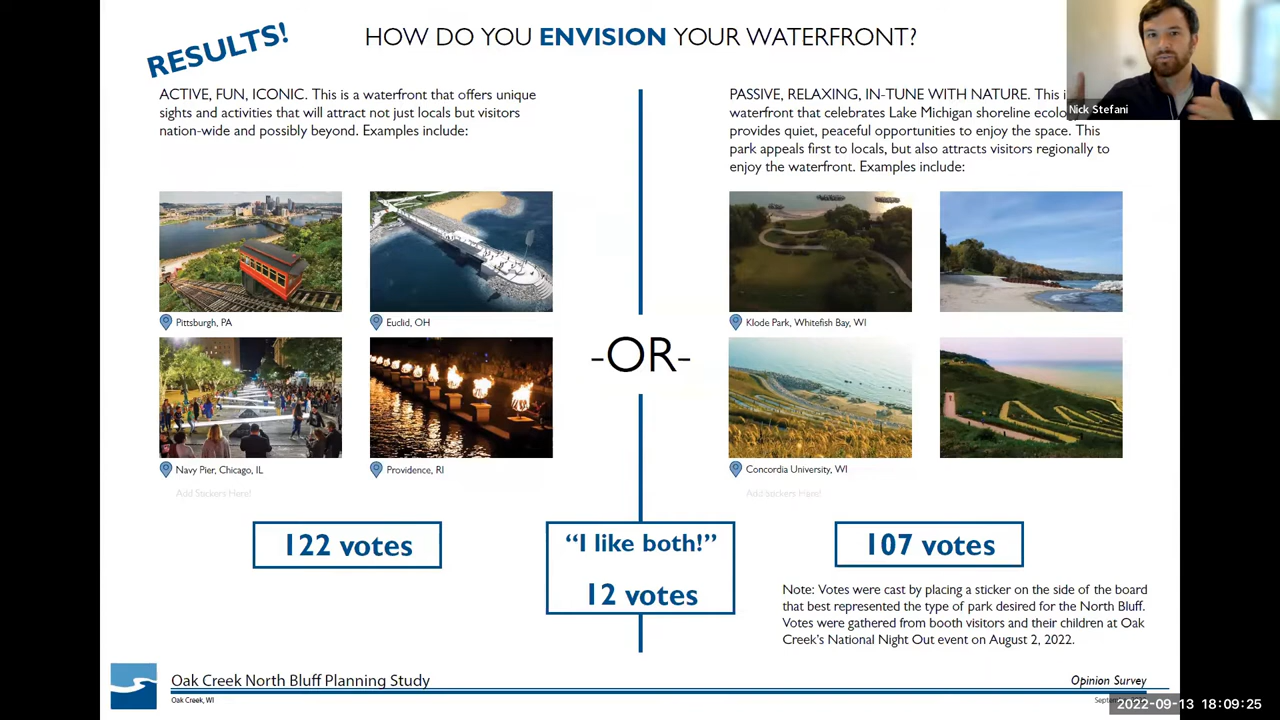 RESULTS!
HOW DO YOU ENVISION YOUR WATERFRONT?
ACTIVE, FUN, ICONIC. This is a waterfront that offers unique
sights and activities that will attract not just locals but visitors
nation-wide and possibly beyond. Examples include:
Pittsburgh, PA
Euclid, OH
Navy Pier, Chicago, IL
Providence, RI
Add Stickers Here!
122 votes
-OR-
"I like both!"
12 votes
PASSIVE, RELAXING, IN-TUNE WITH NATURE. This
waterfront that celebrates Lake Michigan shoreline
provides quiet, peaceful opportunities to enjoy the space. This
park appeals first to locals, but also attracts visitors regionally to
enjoy the waterfront. Examples include:
Klode Park, Whitefish Bay, WI
Concordia University, WI
Add Stickers Here!
107 votes
Note: Votes were cast by placing a sticker on the side of the board
that best represented the type of park desired for the North Bluff.
Votes were gathered from booth visitors and their children at Oak
Creek's National Night Out event on August 2, 2022.
Nick Stefani
Oak Creek North Bluff Planning Study
Opinion Survey
Oak Creek, WI
2022-09-13 18:09:25